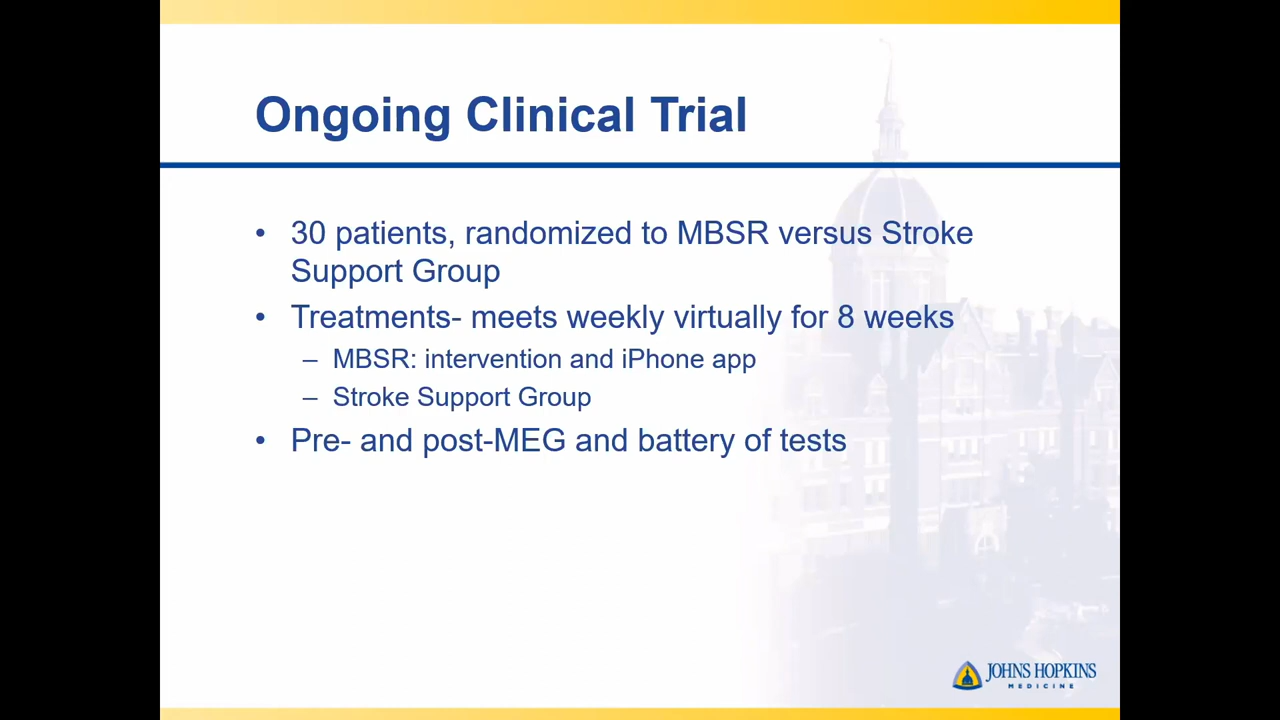 Ongoing Clinical Trial
• 30 patients, randomized to MBSR versus Stroke
Support Group
• Treatments- meets weekly virtually for 8 weeks
– MBSR: intervention and iPhone app
– Stroke Support Group
• Pre- and post-MEG and battery of tests
JOHNS HOPKINS
MEDICINE